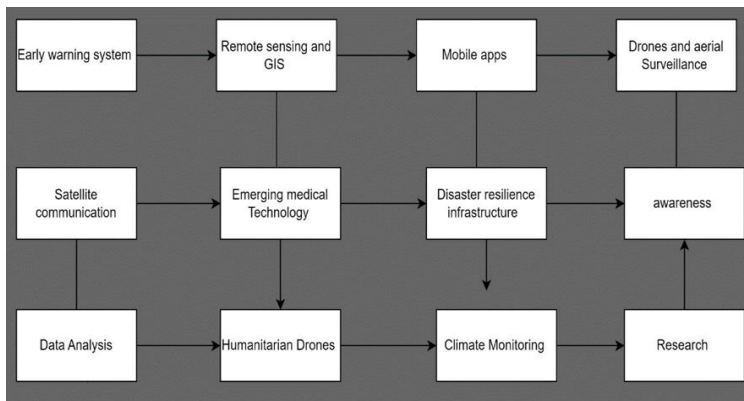 Early warning system
Remote sensing and
GIS
Mobile apps
Drones and aerial
Surveillance
Satellite
communication
Emerging medical
Technology
Disaster resilience
infrastructure
awareness
Data Analysis
Humanitarian Drones
Climate Monitoring
Research